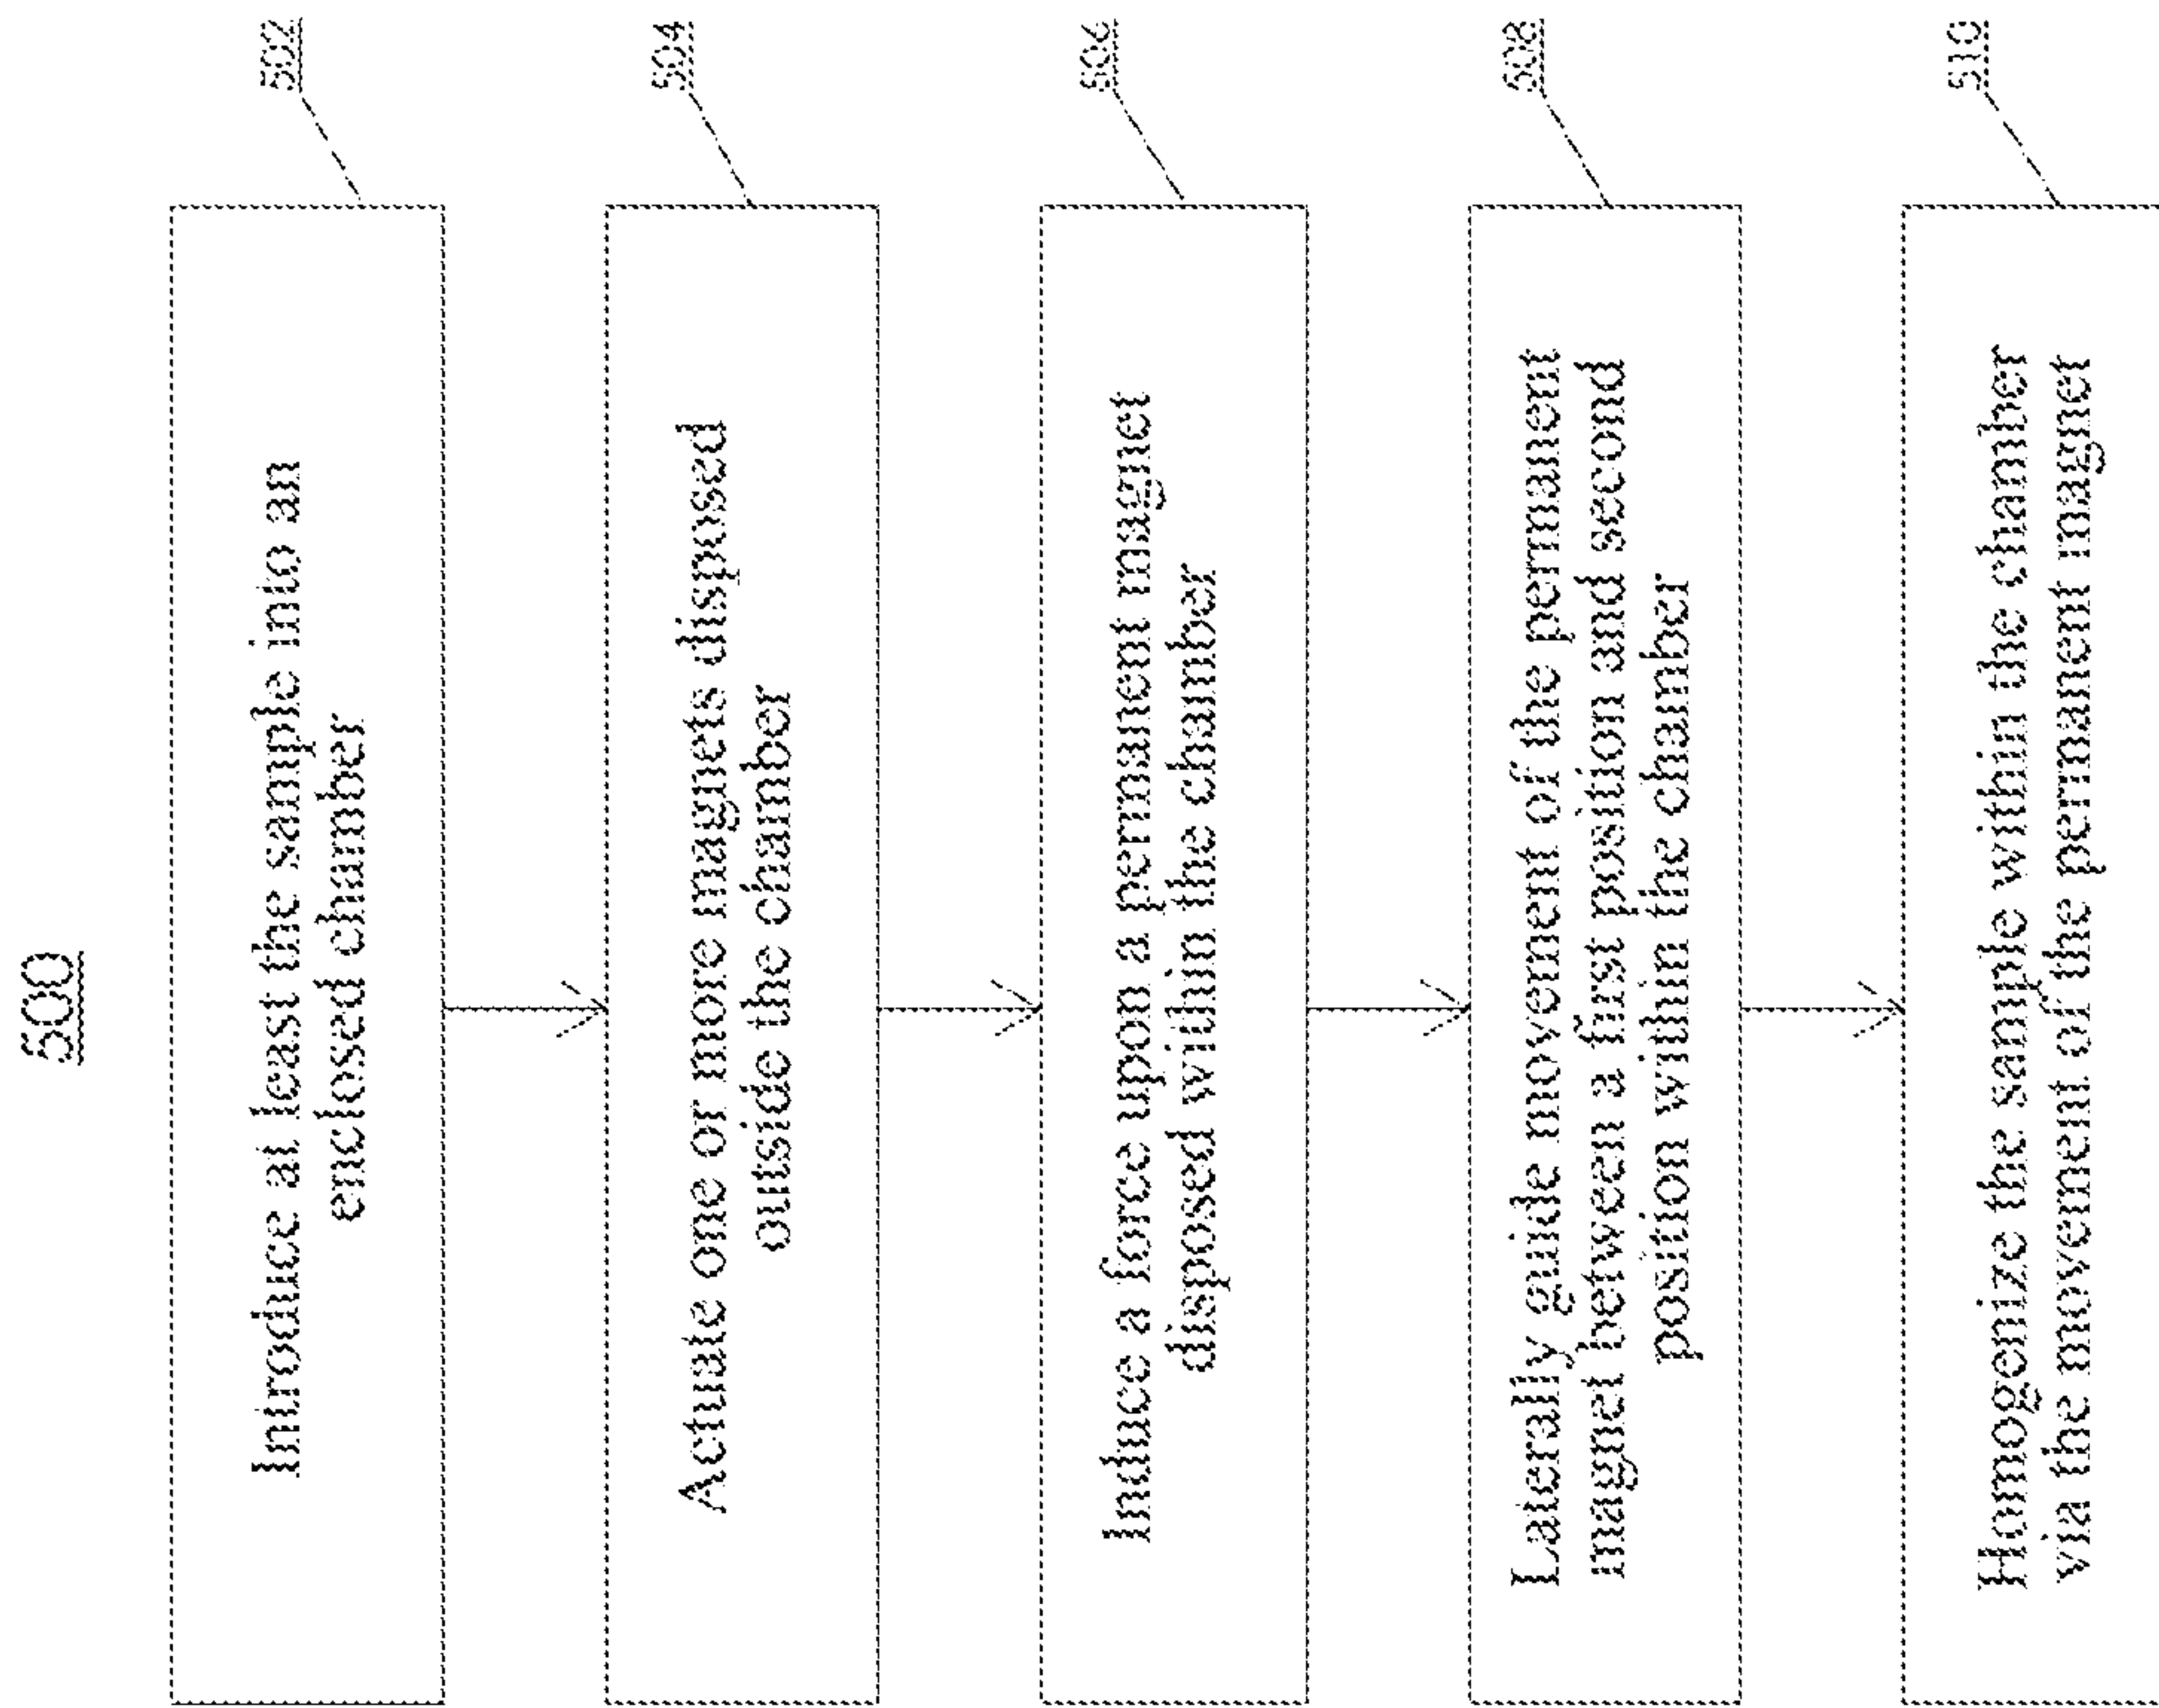 500
Introduce at least the sample into an
enclosed chamber
502
Actuate one or more magnets disposed
outside the chamber
504
Induce a force upon a permanent magnet
disposed within the chamber
506
Laterally guide movement of the permanent
magnet between a first position and second
position within the chamber
508
Homogenize the sample within the chamber
via the movement of the permanent magnet
510